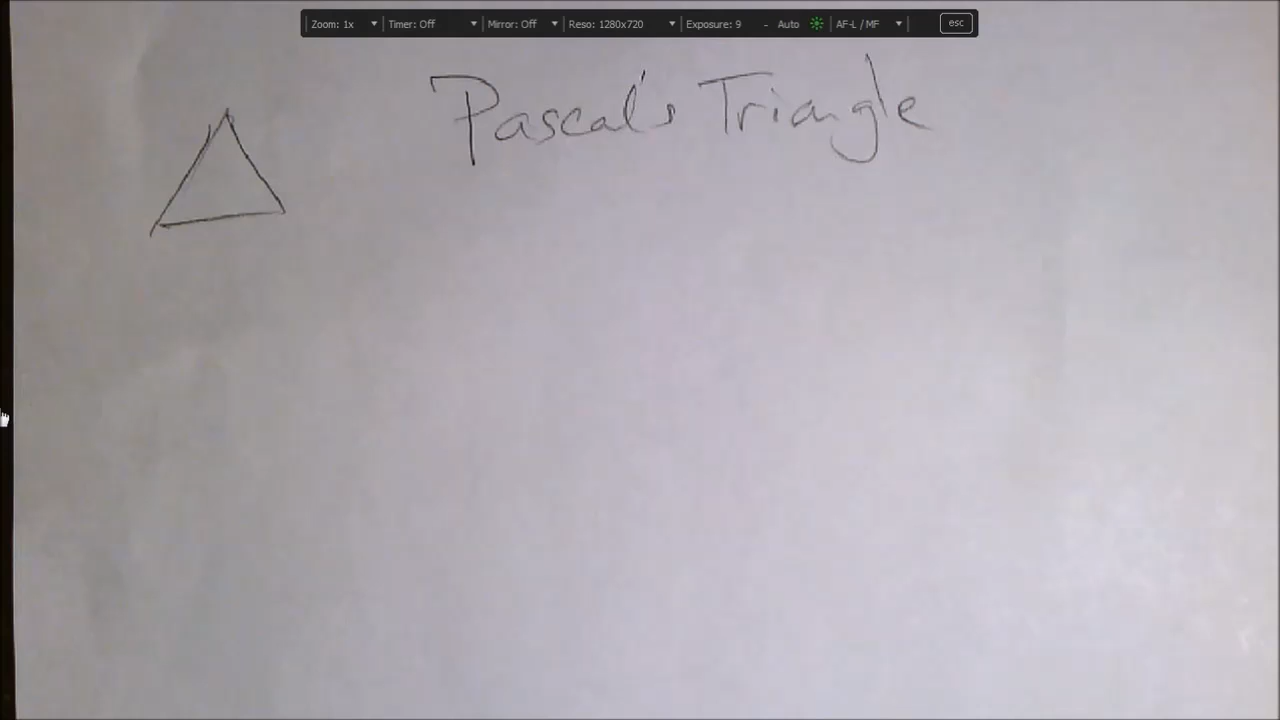 Zoom: 1x Timer: Off Mirror: Off Reso: 1280x720 Exposure: 9 - Auto AF-L / MF esc
Pascal's Triangle